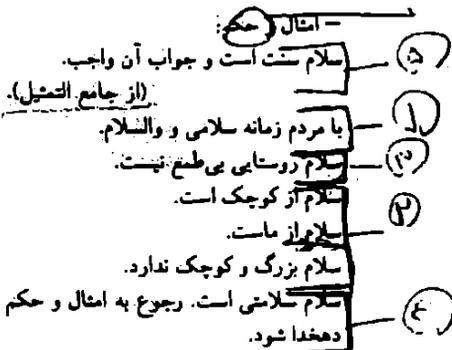 – امثال و حکم:
سلام سنت است و جواب آن واجب.
(از جامع التمثیل).
با مردم زمانه سلامی و والسلام.
سلام روستایی بی‌طمع نیست.
سلام از کوچک است.
سلام از ماست.
سلام بزرگ و کوچک ندارد.
سلام سلامتی است. رجوع به امثال و حکم
دهخدا شود.